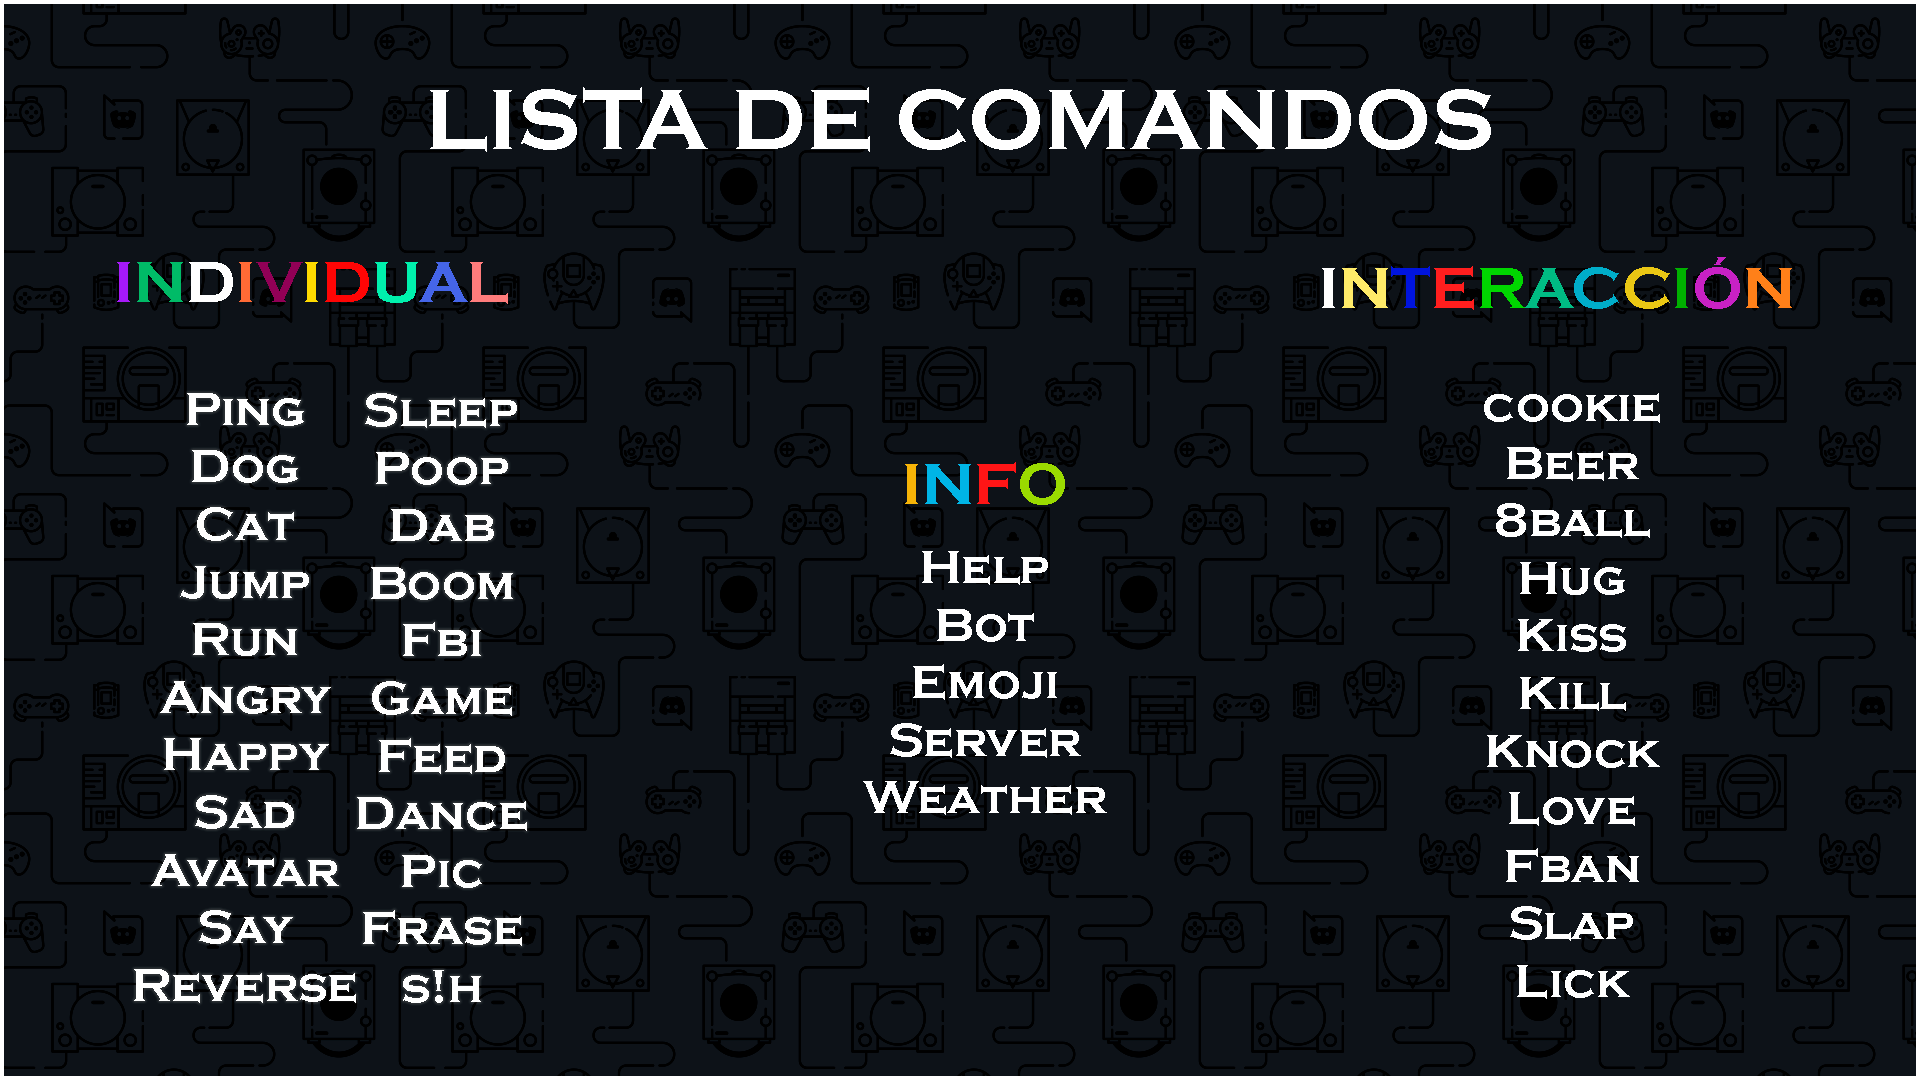 LISTA DE COMANDOS
INDIVIDUAL
Ping Sleep
Dog Poop
Cat Dab
Jump Boom
Run Fbi
Angry Game
Happy Feed
Sad Dance
Avatar Pic
Say Frase
Reverse s!h
INFO
Help
Bot
Emoji
Server
Weather
INTERACCIÓN
cookie
Beer
8ball
Hug
Kiss
Kill
Knock
Love
Fban
Slap
Lick